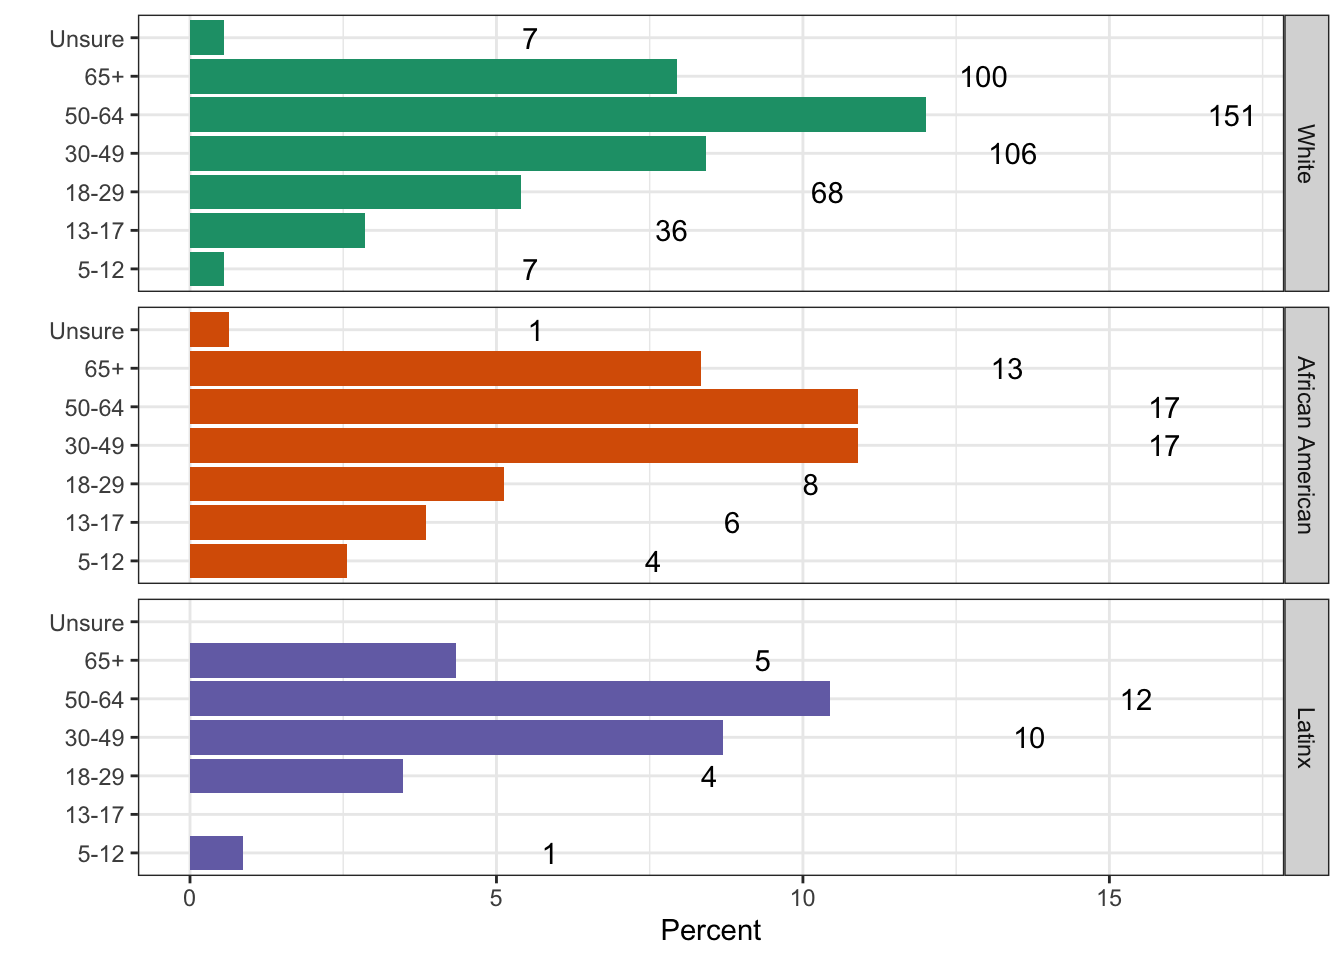 Unsure 7
65+ 100
50-64 151
30-49 106
18-29 68
13-17 36
5-12 7
White
Unsure 1
65+ 13
50-64 17
30-49 17
18-29 8
13-17 6
5-12 4
African American
Unsure
65+ 5
50-64 12
30-49 10
18-29 4
13-17
5-12 1
Latinx
0 5 10 15
Percent